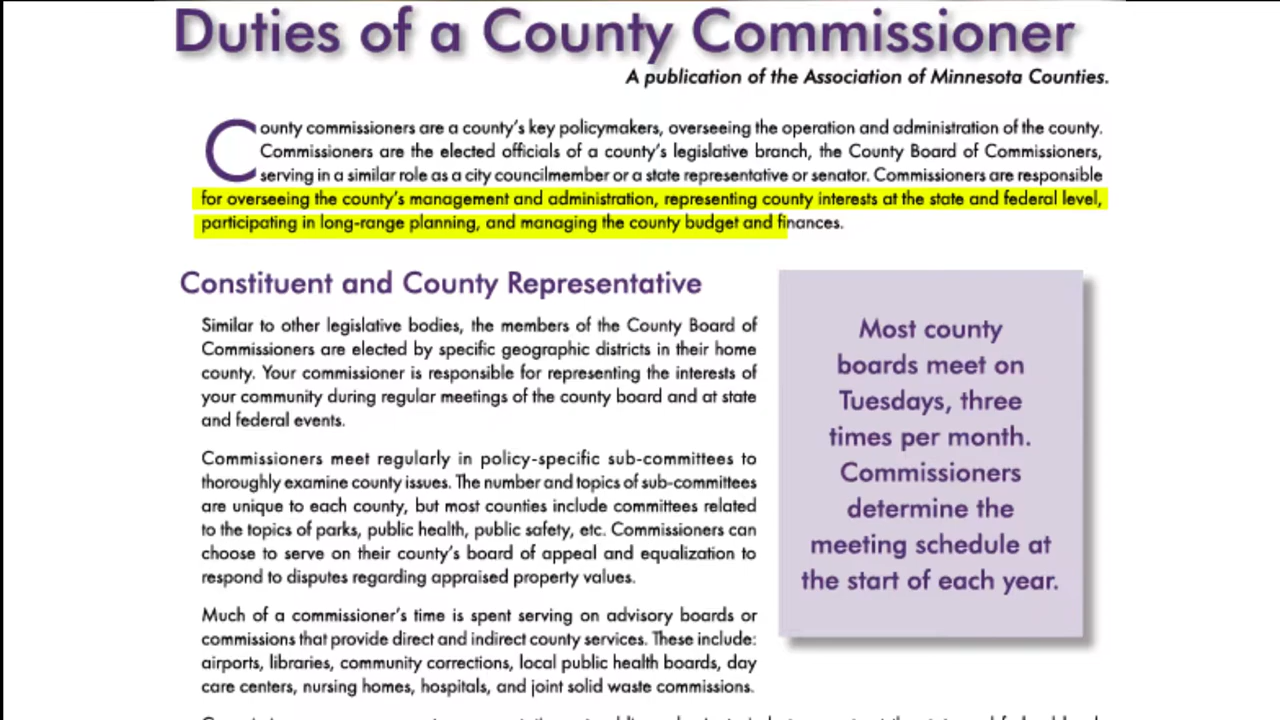 Duties of a County Commissioner
A publication of the Association of Minnesota Counties.
County commissioners are a county's key policymakers, overseeing the operation and administration of the county.
Commissioners are the elected officials of a county's legislative branch, the County Board of Commissioners,
serving in a similar role as a city councilmember or a state representative or senator. Commissioners are responsible
for overseeing the county's management and administration, representing county interests at the state and federal level,
participating in long-range planning, and managing the county budget and finances.
Constituent and County Representative
Similar to other legislative bodies, the members of the County Board of
Commissioners are elected by specific geographic districts in their home
county. Your commissioner is responsible for representing the interests of
your community during regular meetings of the county board and at state
and federal events.
Commissioners meet regularly in policy-specific sub-committees to
thoroughly examine county issues. The number and topics of sub-committees
are unique to each county, but most counties include committees related
to the topics of parks, public health, public safety, etc. Commissioners can
choose to serve on their county's board of appeal and equalization to
respond to disputes regarding appraised property values.
Much of a commissioner's time is spent serving on advisory boards or
commissions that provide direct and indirect county services. These include:
airports, libraries, community corrections, local public health boards, day
care centers, nursing homes, hospitals, and joint solid waste commissions.
Most county
boards meet on
Tuesdays, three
times per month.
Commissioners
determine the
meeting schedule at
the start of each year.